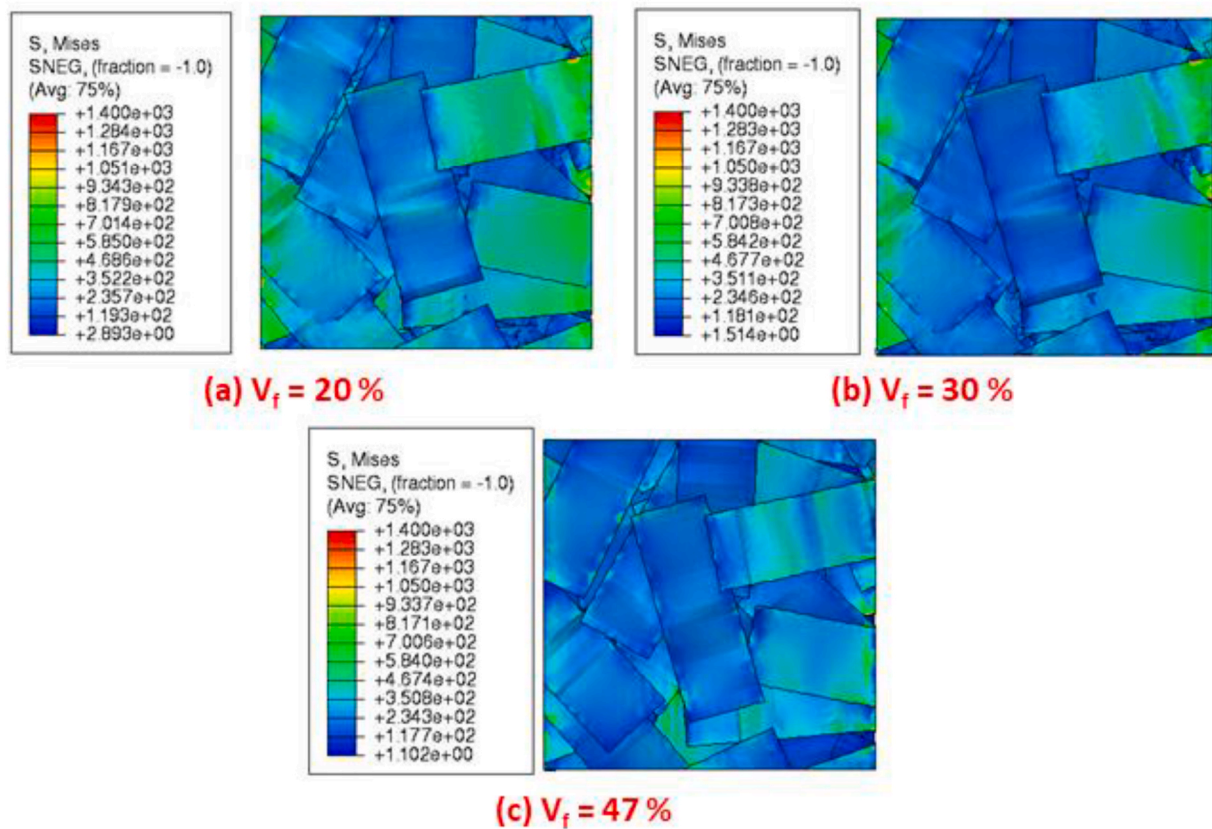 S, Mises
SNEG, (fraction = -1.0)
(Avg: 75%)
+1.400e+03
+1.284e+03
+1.167e+03
+1.051e+03
+9.343e+02
+8.179e+02
+7.014e+02
+5.850e+02
+4.686e+02
+3.522e+02
+2.357e+02
+1.193e+02
+2.893e+00
(a) Vf = 20 %
S, Mises
SNEG, (fraction = -1.0)
(Avg: 75%)
+1.400e+03
+1.283e+03
+1.167e+03
+1.050e+03
+9.338e+02
+8.173e+02
+7.008e+02
+5.842e+02
+4.677e+02
+3.511e+02
+2.346e+02
+1.181e+02
+1.514e+00
(b) Vf = 30 %
S, Mises
SNEG, (fraction = -1.0)
(Avg: 75%)
+1.400e+03
+1.283e+03
+1.167e+03
+1.050e+03
+9.337e+02
+8.171e+02
+7.006e+02
+5.840e+02
+4.674e+02
+3.508e+02
+2.343e+02
+1.177e+02
+1.102e+00
(c) Vf = 47 %